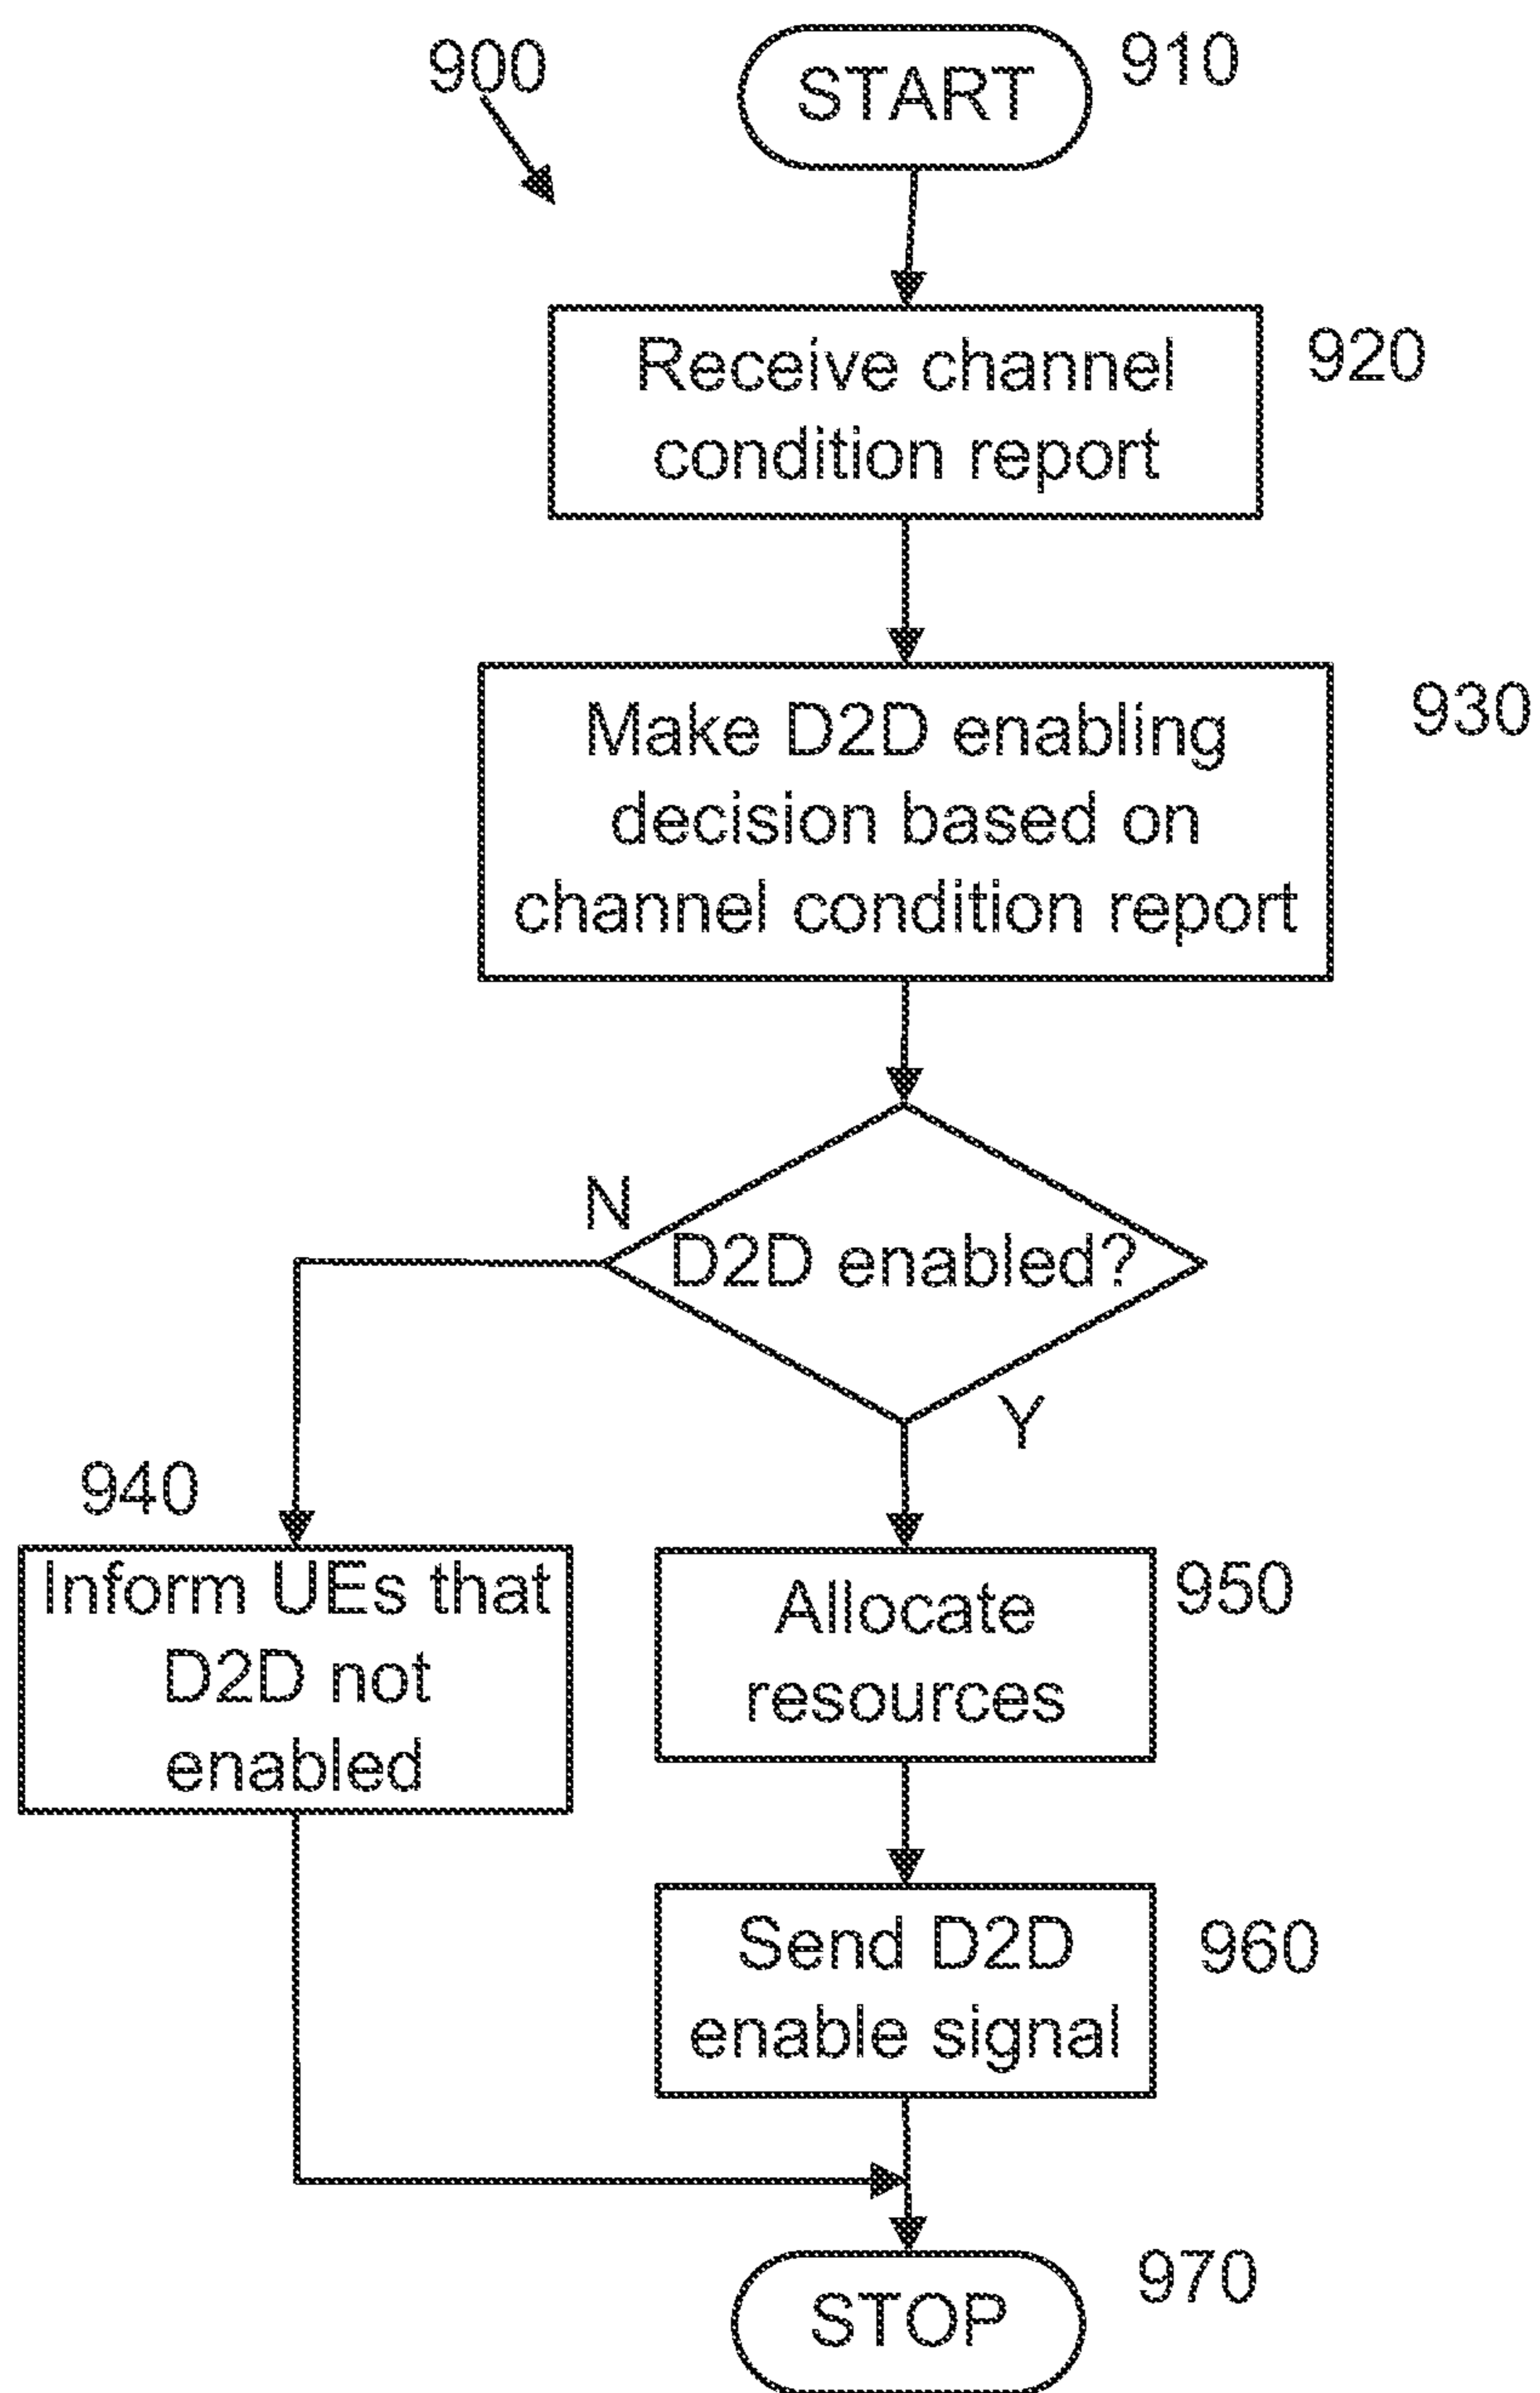 900
START
910
Receive channel
condition report
920
Make D2D enabling
decision based on
channel condition report
930
N
D2D enabled?
Y
940
Inform UEs that
D2D not
enabled
Allocate
resources
950
Send D2D
enable signal
960
STOP
970